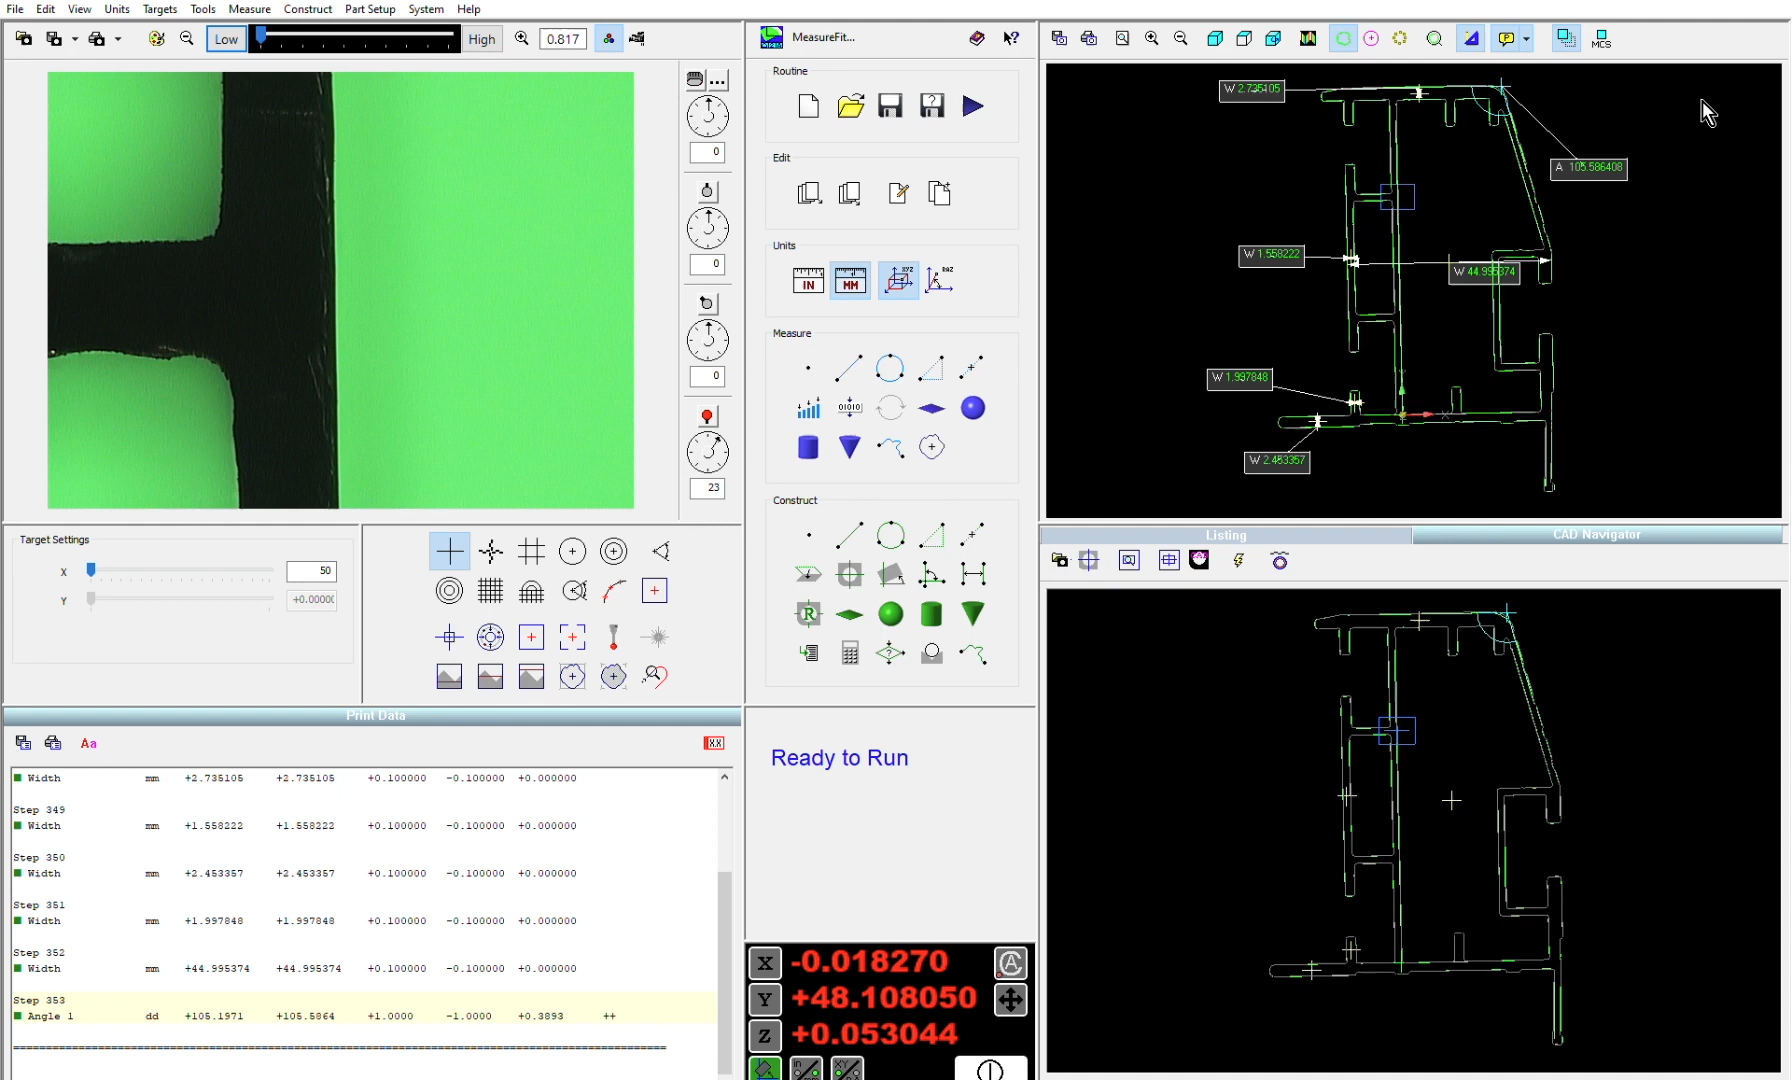 File Edit View Units Targets Tools Measure Construct Part Setup System Help
Low High 0.817
0
0
0
23
Target Settings
X 50
Y +0.0000(
Print Data
Aa X.X
Width mm +2.735105 +2.735105 +0.100000 -0.100000 +0.000000
Step 349
Width mm +1.558222 +1.558222 +0.100000 -0.100000 +0.000000
Step 350
Width mm +2.453357 +2.453357 +0.100000 -0.100000 +0.000000
Step 351
Width mm +1.997848 +1.997848 +0.100000 -0.100000 +0.000000
Step 352
Width mm +44.995374 +44.995374 +0.100000 -0.100000 +0.000000
Step 353
Angle 1 dd +105.1971 +105.5864 +1.0000 -1.0000 +0.3893 ++
MeasureFit...
Routine
Edit
Units
IN MM XYZ RAZ
Measure
01010
Construct
R
Ready to Run
X -0.018270
Y +48.108050
Z +0.053044
MCS
W 2.735105
A 105.586408
W 1.558222
W 44.995374
W 1.997848
W 2.453357
X
Listing CAD Navigator